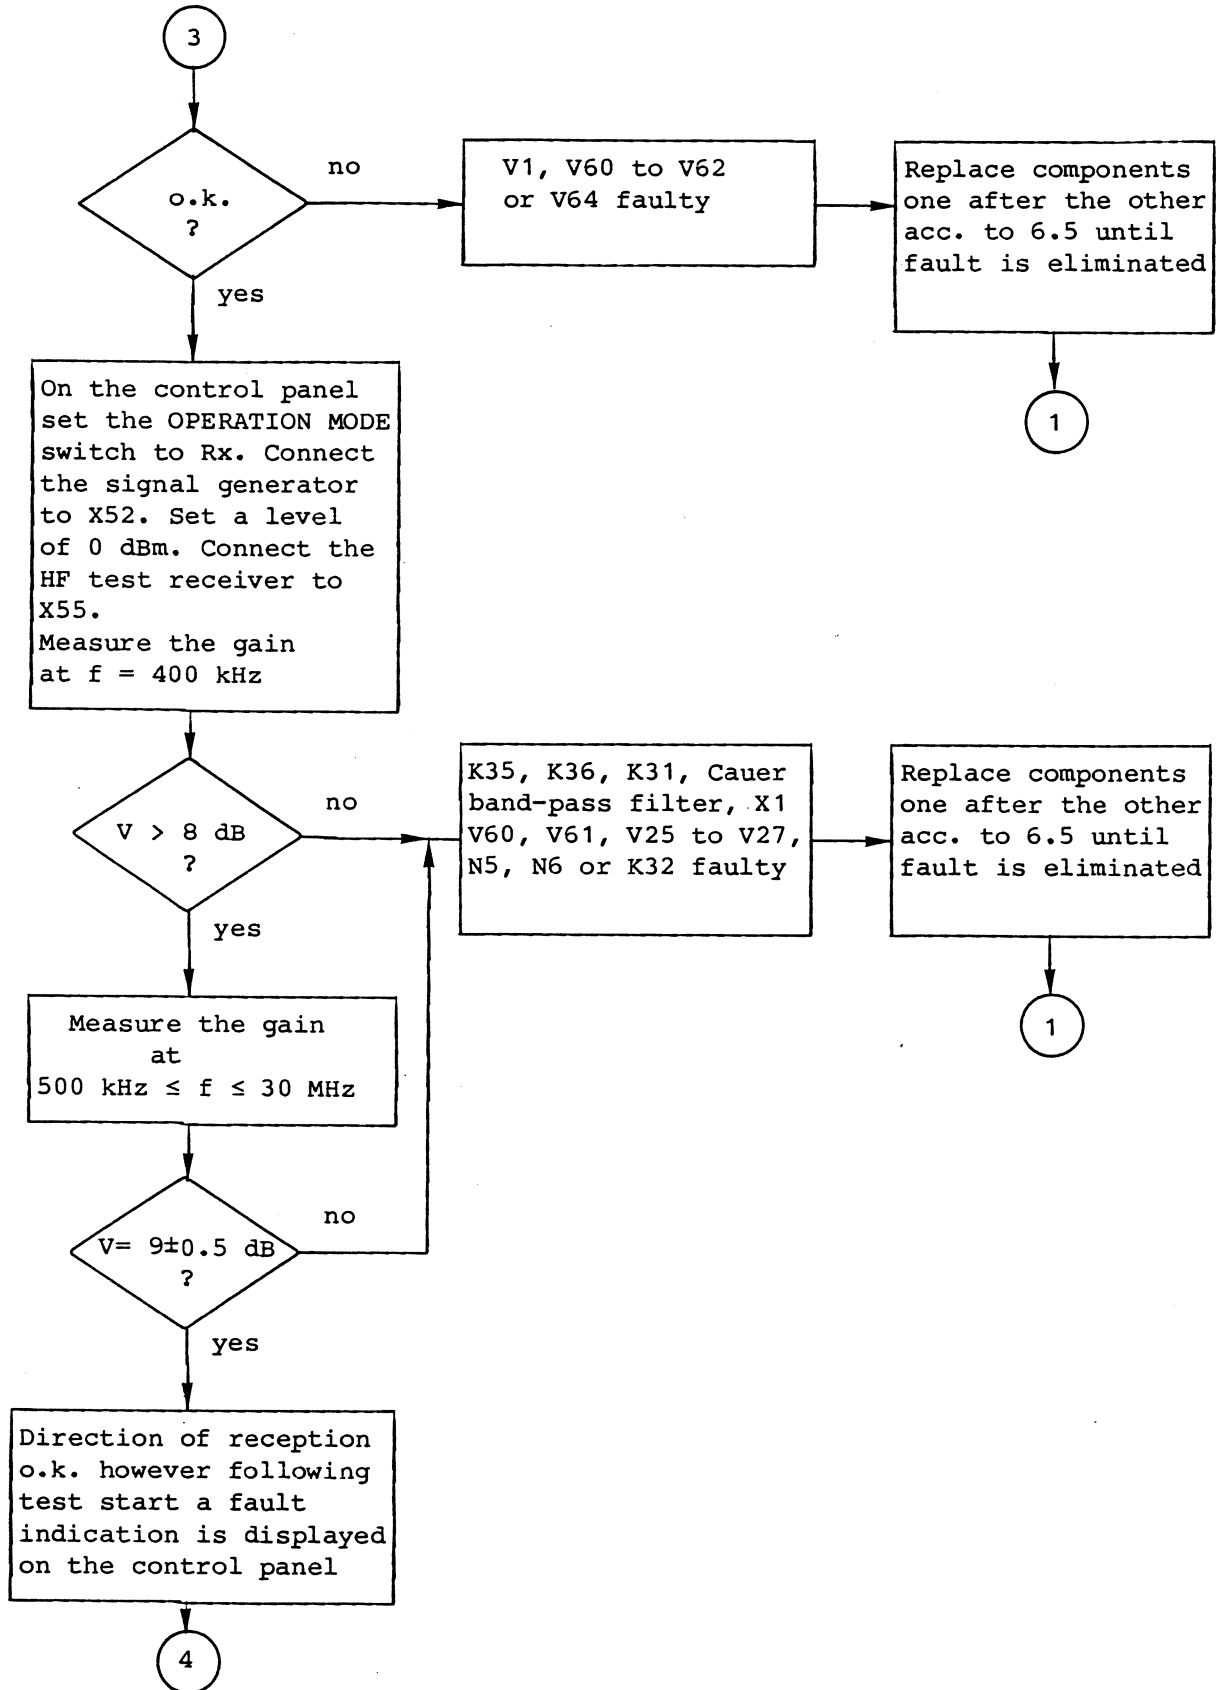 3
o.k.
?
no
yes
V1, V60 to V62
or V64 faulty
Replace components
one after the other
acc. to 6.5 until
fault is eliminated
1
On the control panel
set the OPERATION MODE
switch to Rx. Connect
the signal generator
to X52. Set a level
of 0 dBm. Connect the
HF test receiver to
X55.
Measure the gain
at f = 400 kHz
V > 8 dB
?
no
yes
K35, K36, K31, Cauer
band-pass filter, X1
V60, V61, V25 to V27,
N5, N6 or K32 faulty
Replace components
one after the other
acc. to 6.5 until
fault is eliminated
1
Measure the gain
at
500 kHz ≤ f ≤ 30 MHz
V= 9±0.5 dB
?
no
yes
Direction of reception
o.k. however following
test start a fault
indication is displayed
on the control panel
4